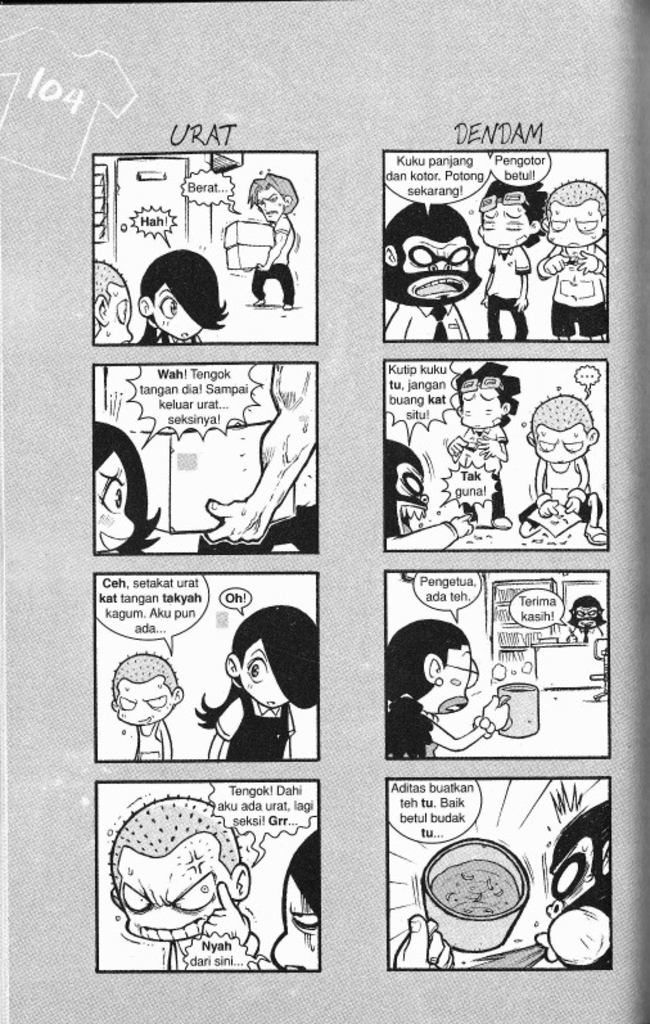 104
URAT
Berat...
Hah!
Wah! Tengok
tangan dia! Sampai
keluar urat...
seksinya!
Ceh, setakat urat
kat tangan takyah
kagum. Aku pun
ada...
Oh!
Tengok! Dahi
aku ada urat, lagi
seksi! Grr...
Nyah
dari sini...
DENDAM
Kuku panjang
dan kotor. Potong
sekarang!
Pengotor
betul!
Kutip kuku
tu, jangan
buang kat
situ!
...
Tak
guna!
Pengetua,
ada teh.
Terima
kasih!
Aditas buatkan
teh tu. Baik
betul budak
tu...